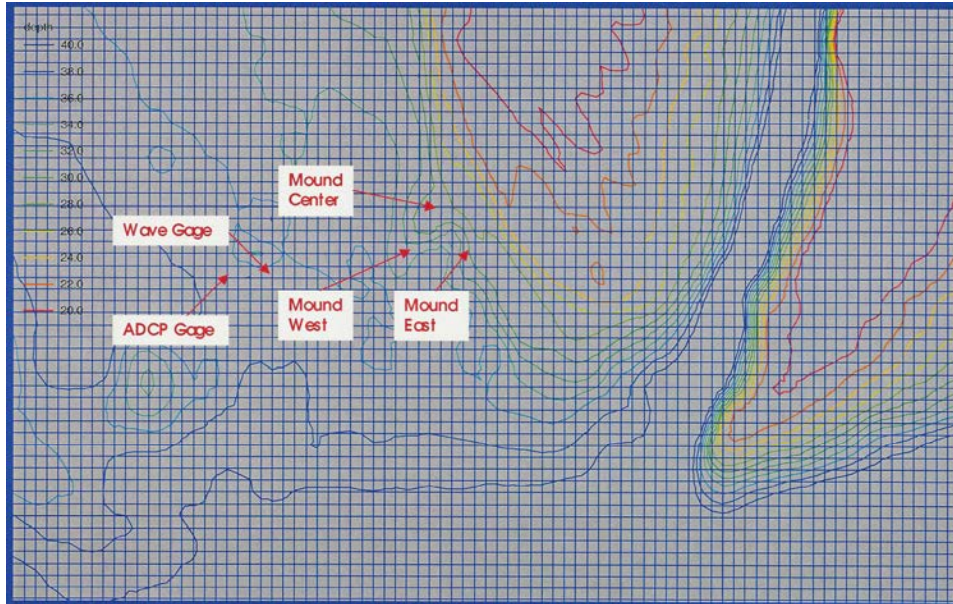 depth
40.0
38.0
36.0
34.0
32.0
30.0
28.0
26.0
24.0
22.0
20.0
Mound
Center
Wave Gage
ADCP Gage
Mound
West
Mound
East